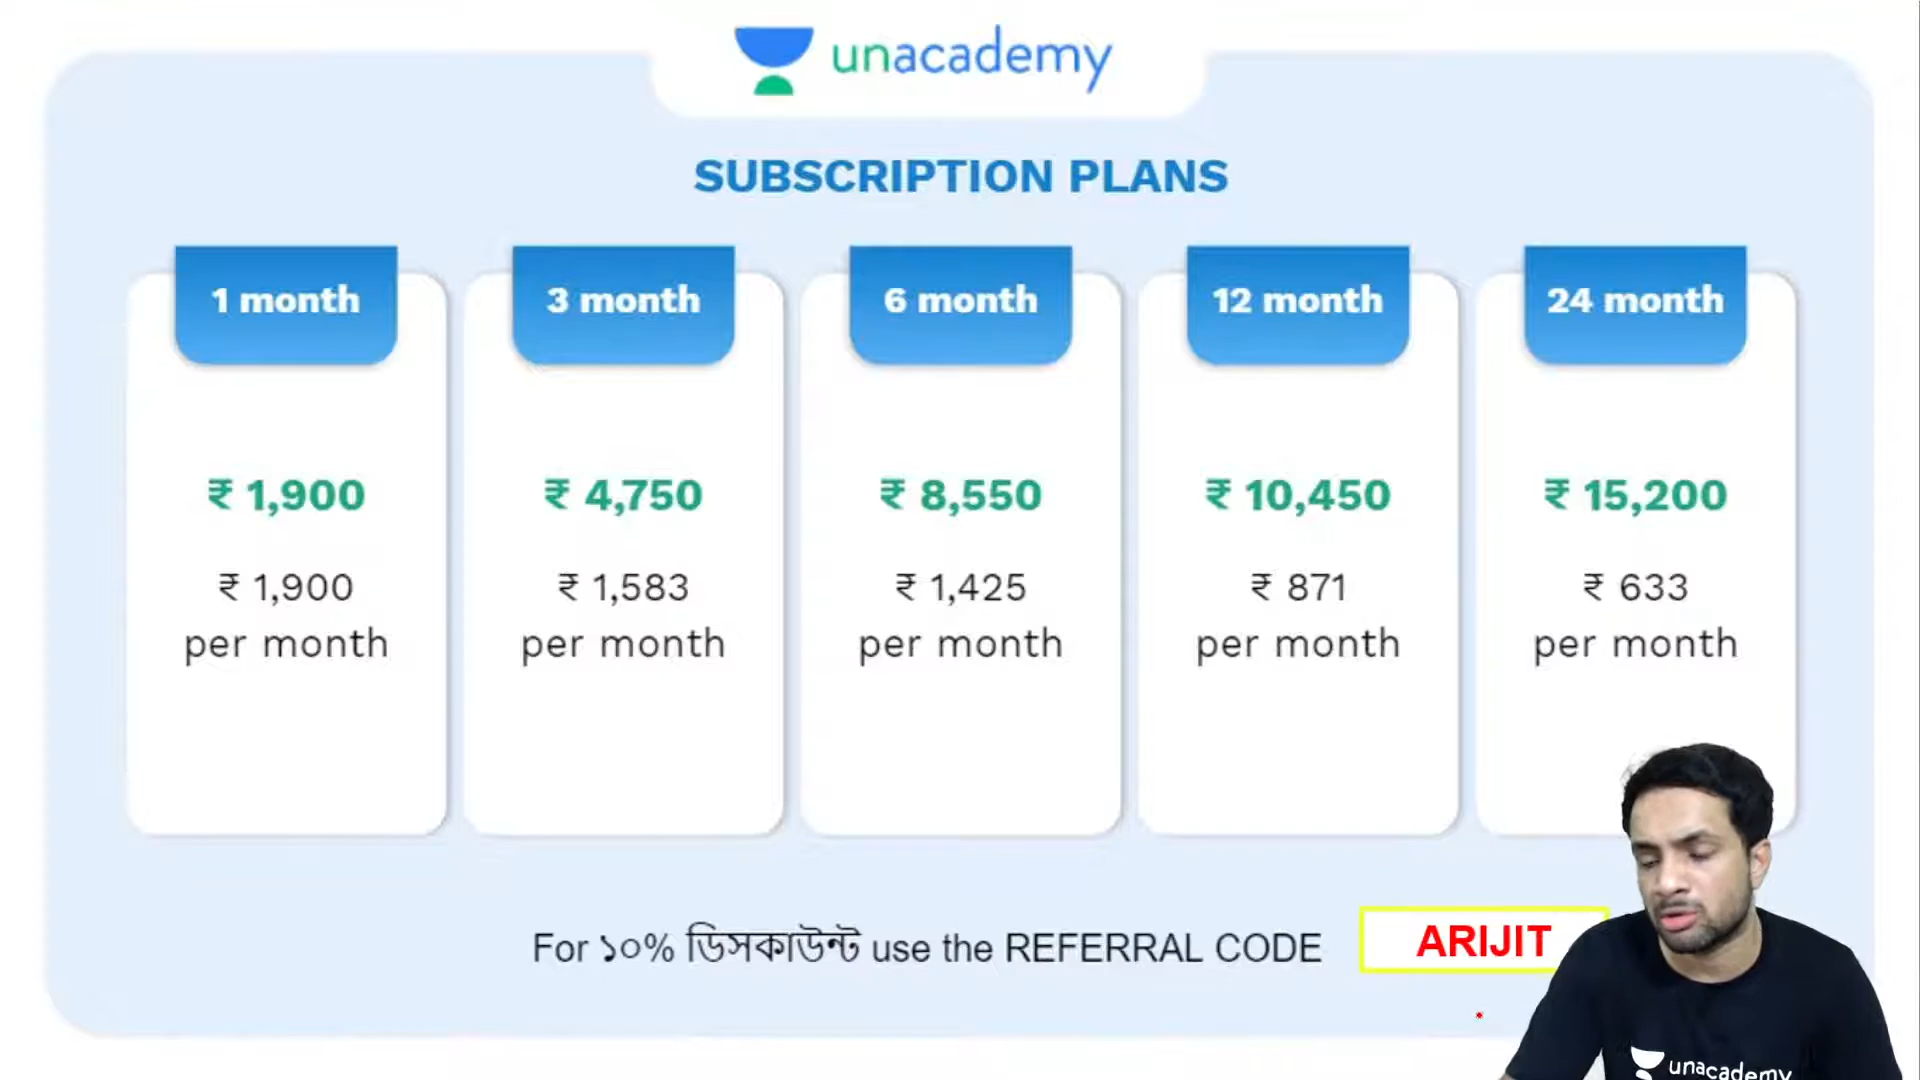 unacademy
SUBSCRIPTION PLANS
1 month
3 month
6 month
12 month
24 month
₹ 1,900
₹ 4,750
₹ 8,550
₹ 10,450
₹ 15,200
₹ 1,900
₹ 1,583
₹ 1,425
₹ 871
₹ 633
per month
per month
per month
per month
per month
For ১০% ডিসকাউন্ট use the REFERRAL CODE
ARIJIT
unacademy